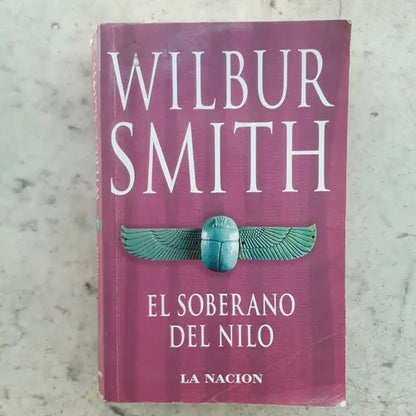 WILBUR
SMITH
EL SOBERANO
DEL NILO
LA NACION